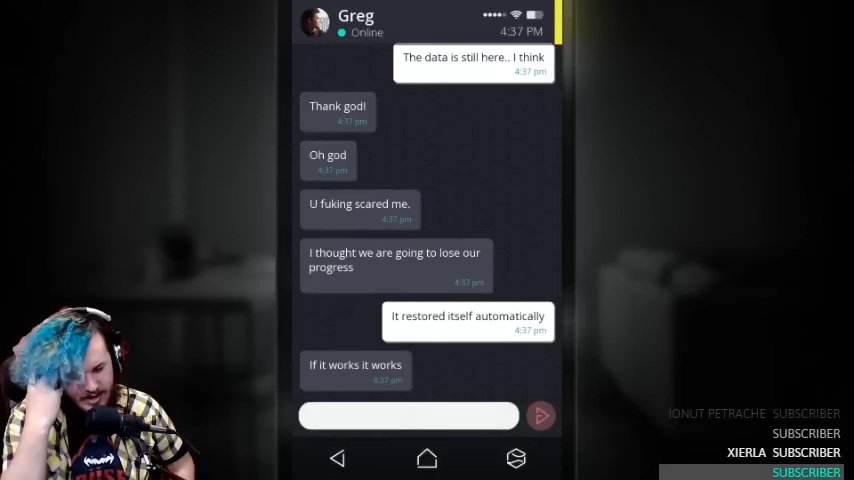 Greg
Online
4:37 PM
The data is still here.. I think
4:37 pm
Thank god!
4:37 pm
Oh god
4:37 pm
U fuking scared me.
4:37 pm
I thought we are going to lose our
progress
4:37 pm
It restored itself automatically
4:37 pm
If it works it works
4:37 pm
IONUT PETRACHE SUBSCRIBER
SUBSCRIBER
XIERLA SUBSCRIBER
SUBSCRIBER